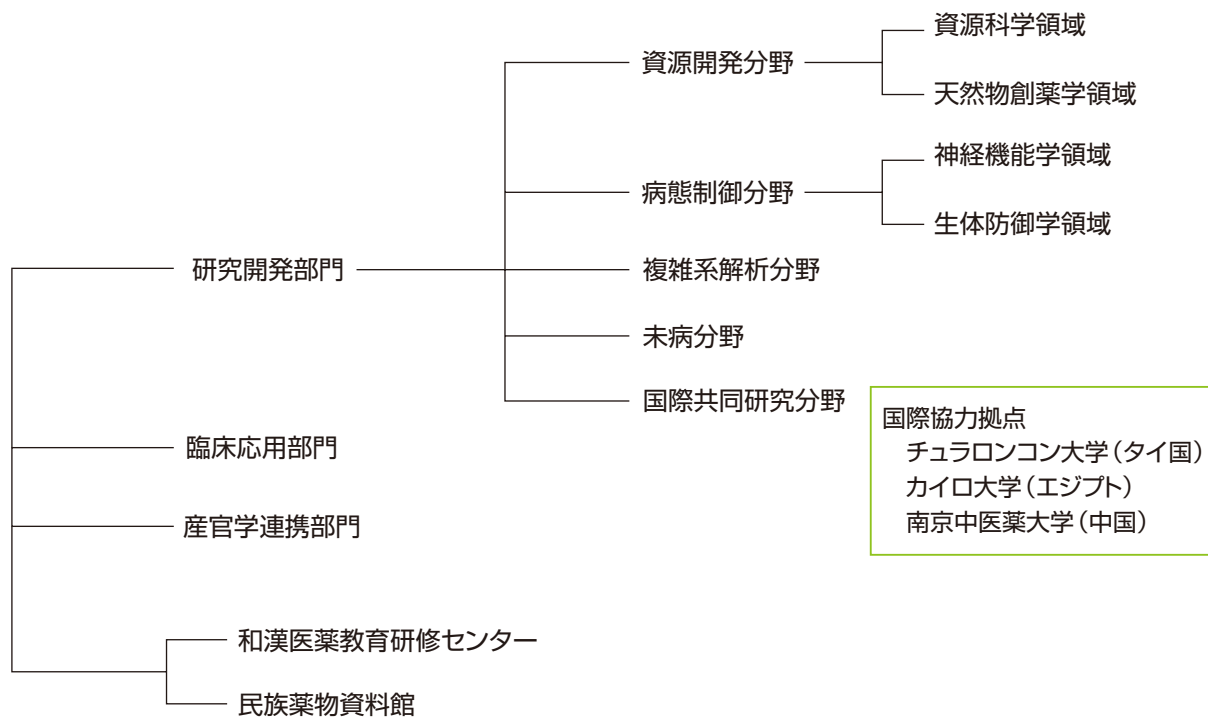 研究開発部門
資源開発分野
資源科学領域
天然物創薬学領域
病態制御分野
神経機能学領域
生体防御学領域
複雑系解析分野
未病分野
国際共同研究分野
国際協力拠点
チュラロンコン大学（タイ国）
カイロ大学（エジプト）
南京中医薬大学（中国）
臨床応用部門
産官学連携部門
和漢医薬教育研修センター
民族薬物資料館